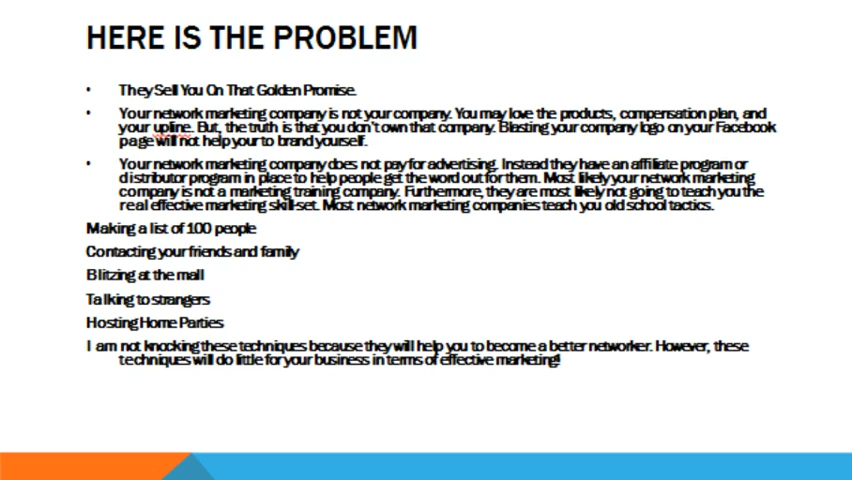 HERE IS THE PROBLEM
• They Sell You On That Golden Promise.
• Your network marketing company is not your company. You may love the products, compensation plan, and
your upline. But, the truth is that you don't own that company. Blasting your company logo on your Facebook
page will not help your to brand yourself.
• Your network marketing company does not pay for advertising. Instead they have an affiliate program or
distributor program in place to help people get the word out for them. Most likely your network marketing
company is not a marketing training company. Furthermore, they are most likely not going to teach you the
real effective marketing skill-set. Most network marketing companies teach you old school tactics.
Making a list of 100 people
Contacting your friends and family
Blitzing at the mall
Talking to strangers
Hosting Home Parties
I am not knocking these techniques because they will help you to become a better networker. However, these
techniques will do little for your business in terms of effective marketing!